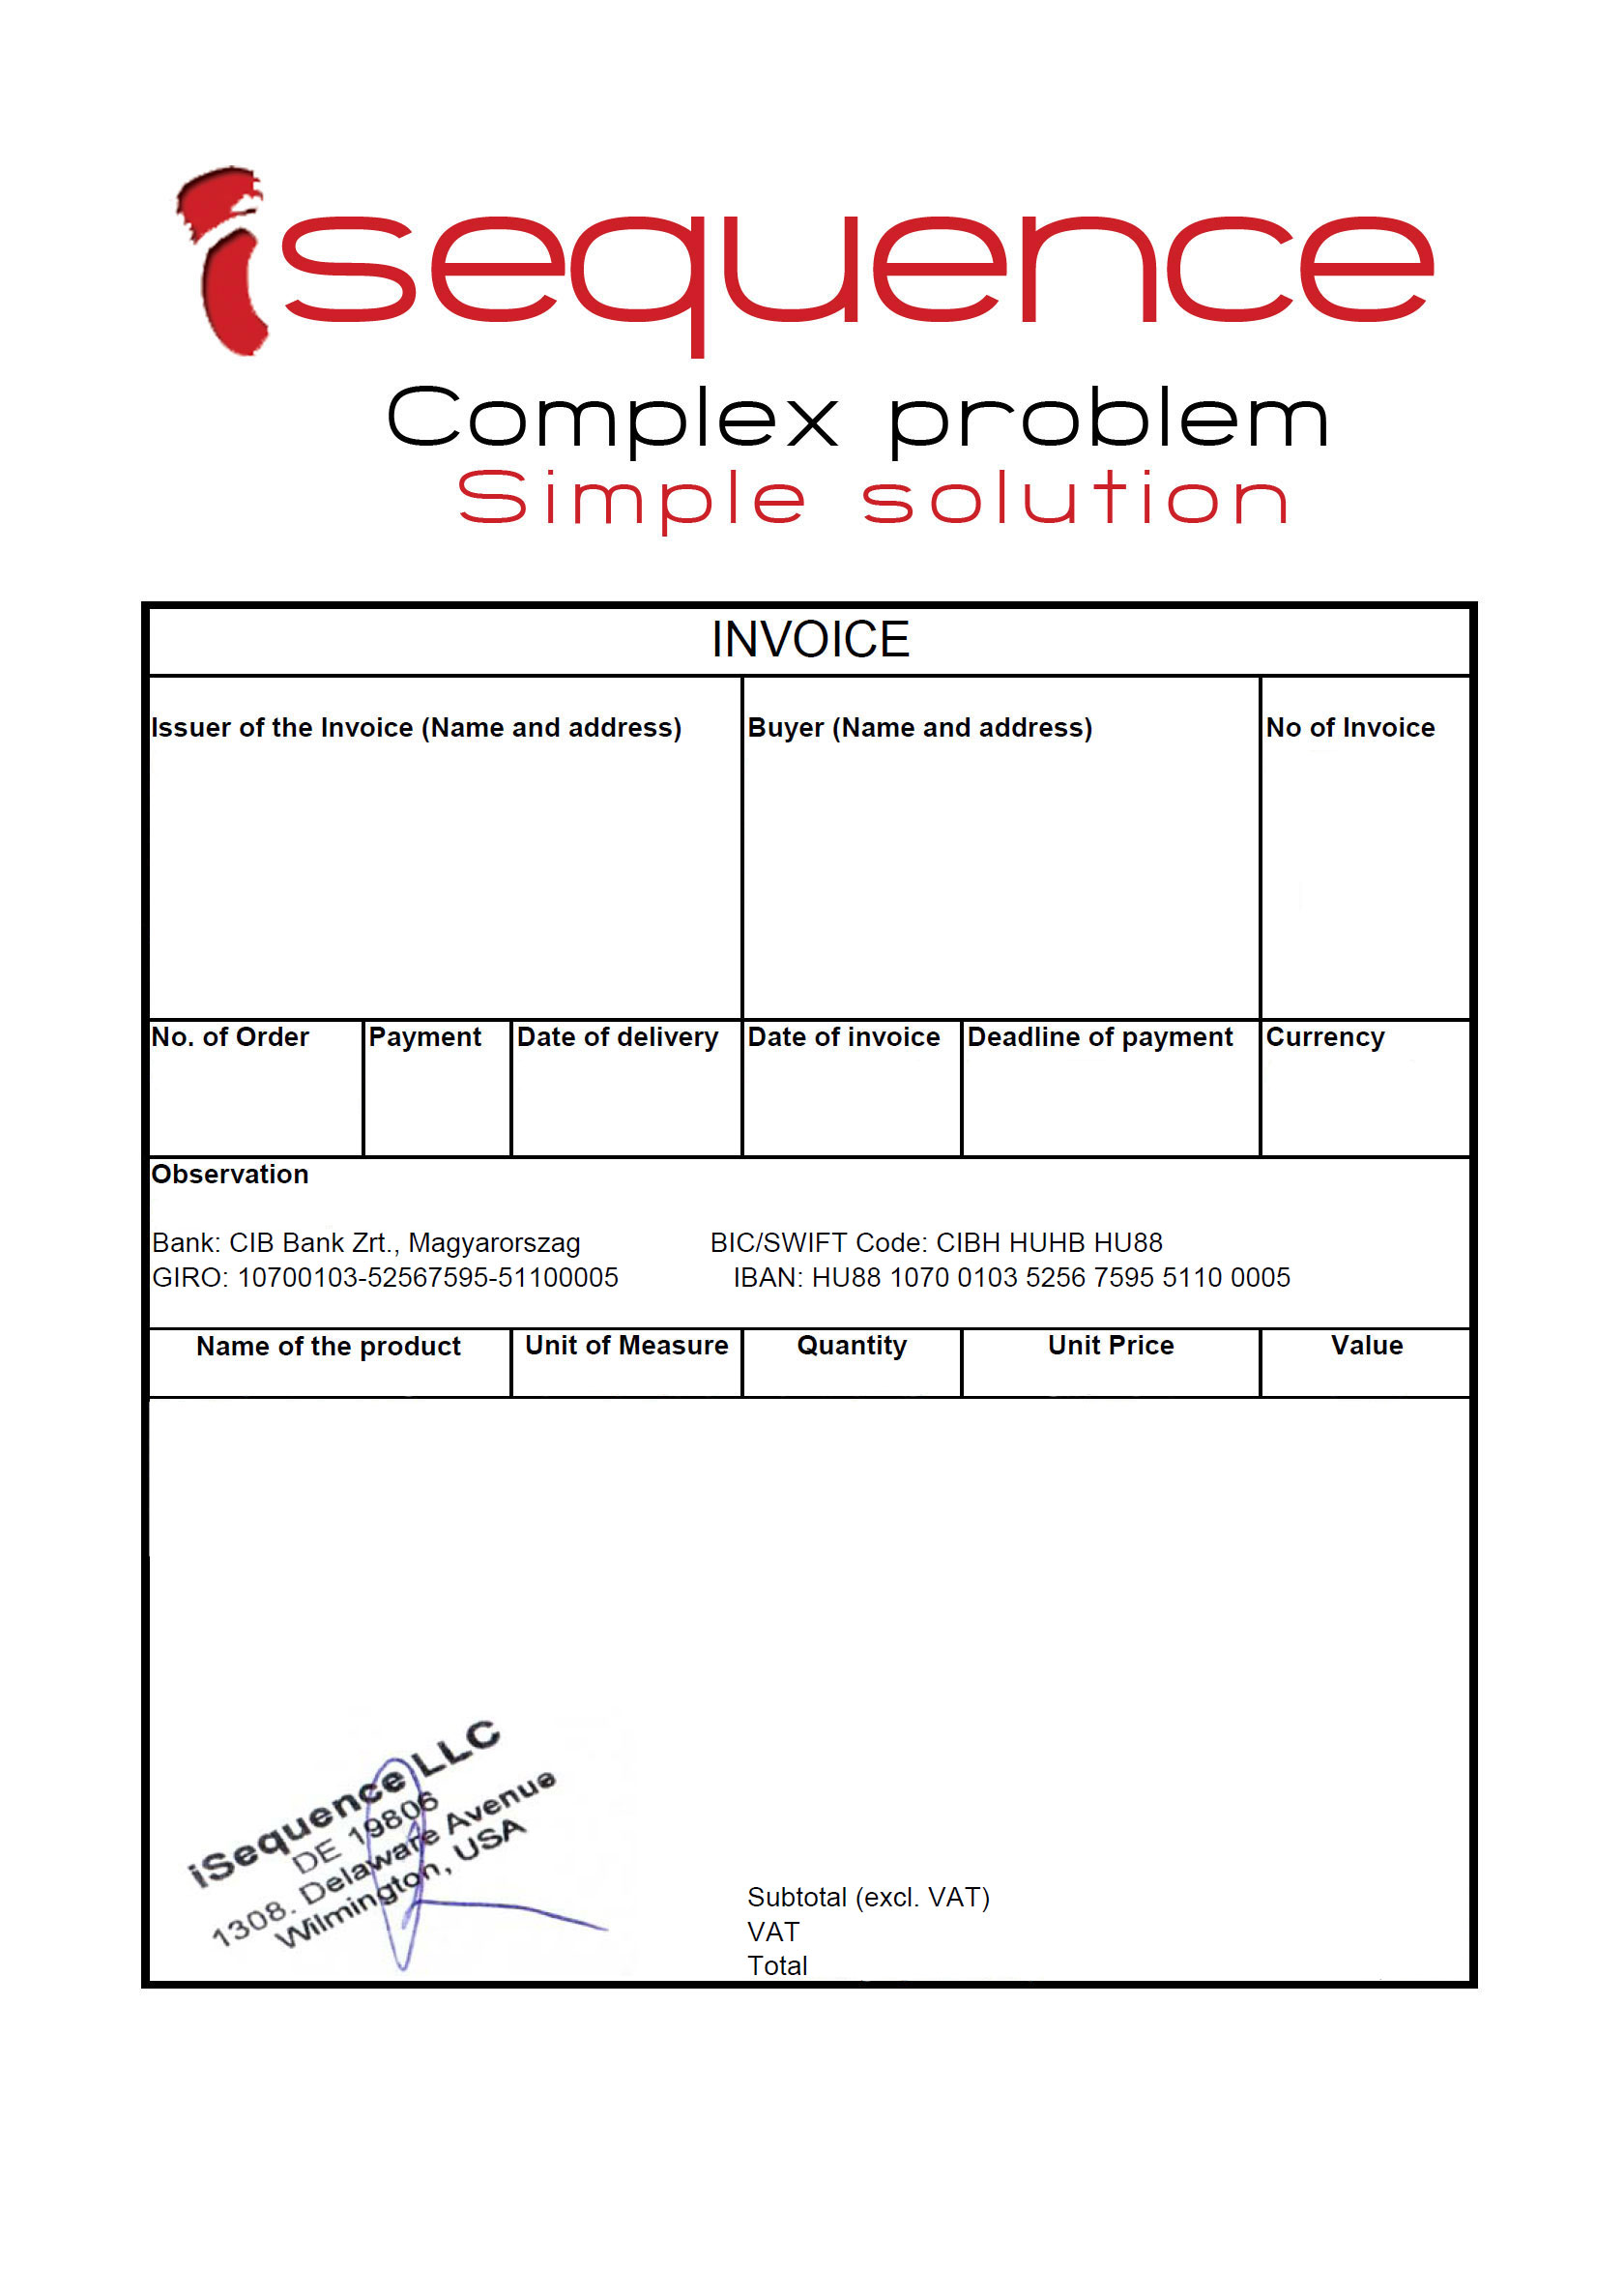 isequence
Complex problem
Simple solution
INVOICE
Issuer of the Invoice (Name and address) Buyer (Name and address) No of Invoice
No. of Order Payment Date of delivery Date of invoice Deadline of payment Currency
Observation
Bank: CIB Bank Zrt., Magyarorszag BIC/SWIFT Code: CIBH HUHB HU88
GIRO: 10700103-52567595-51100005 IBAN: HU88 1070 0103 5256 7595 5110 0005
Name of the product Unit of Measure Quantity Unit Price Value
iSequence LLC
DE 19806
1308. Delaware Avenue
Wilmington, USA
Subtotal (excl. VAT)
VAT
Total